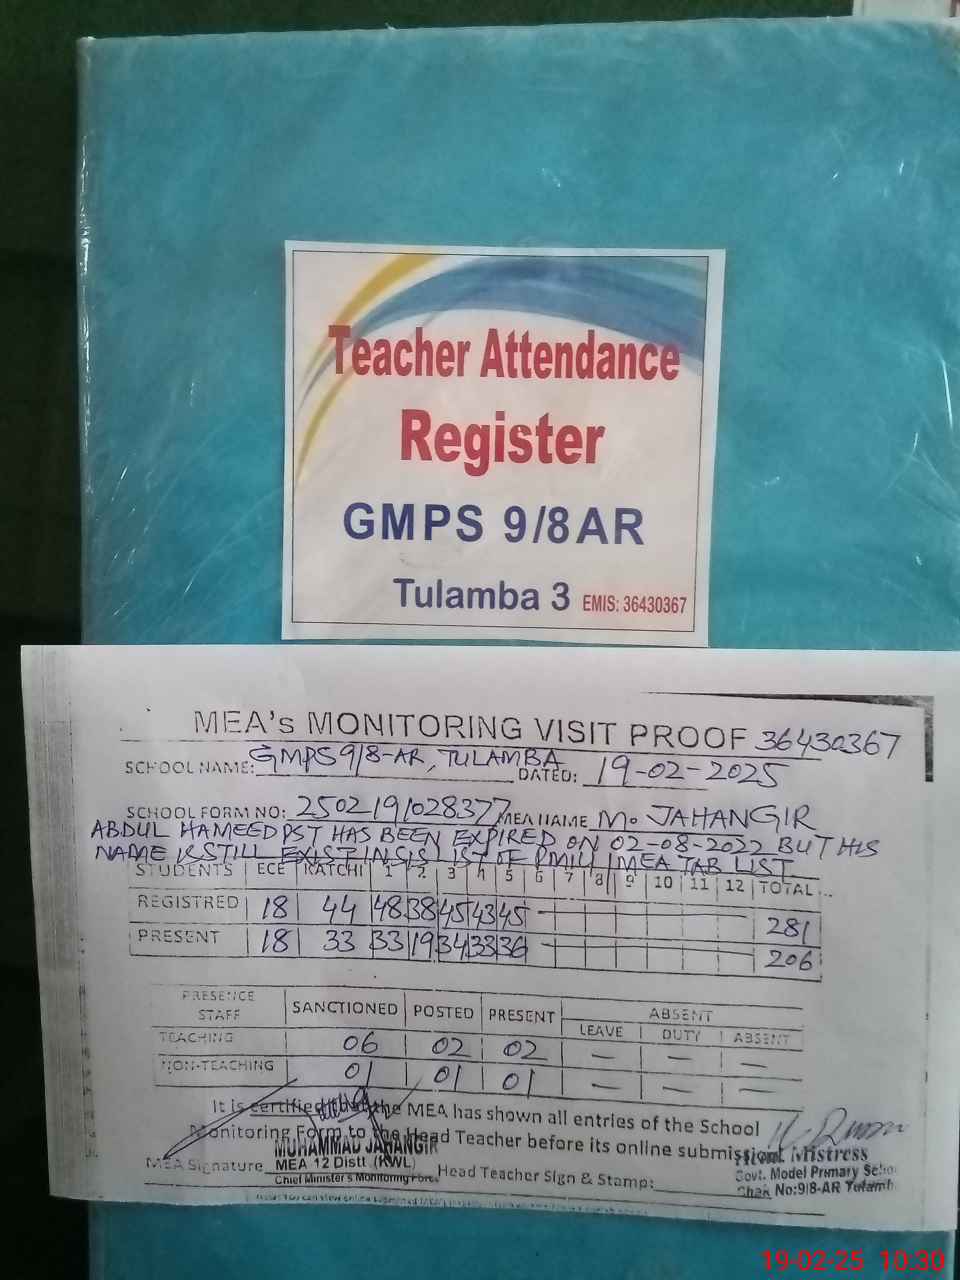 Teacher Attendance
Register
GMPS 9/8AR
Tulamba 3 EMIS: 36430367
MEA's MONITORING VISIT PROOF 36430367
SCHOOL NAME: GMPS 9/8-AR, TULAMBA DATED: 19-02-2025
SCHOOL FORM NO: 2502191028377 MEA NAME M. JAHANGIR
ABDUL HAMEED PST HAS BEEN EXPIRED ON 02-08-2022 BUT HIS
NAME IS STILL EXIST IN SIS LIST OF PMIU/MEA TAB LIST
STUDENTS ECE KATCHI 1 2 3 4 5 6 7 8 9 10 11 12 TOTAL
REGISTRED 18 44 48 38 45 43 45 281
PRESENT 18 33 33 19 34 33 36 206
PRESENCE STAFF SANCTIONED POSTED PRESENT ABSENT
LEAVE DUTY ABSENT
TEACHING 06 02 02 — — —
NON-TEACHING 01 01 01 — — —
It is certified that the MEA has shown all entries of the School
Monitoring Form to the Head Teacher before its online submission.
MUHAMMAD JAHANGIR
MEA Signature MEA 12 Distt (KWL)
Chief Minister's Monitoring Force
Head Teacher Sign & Stamp:
Head Mistress
Govt. Model Primary School
Chak No:9/8-AR Tulamba
19-02-25 10:30